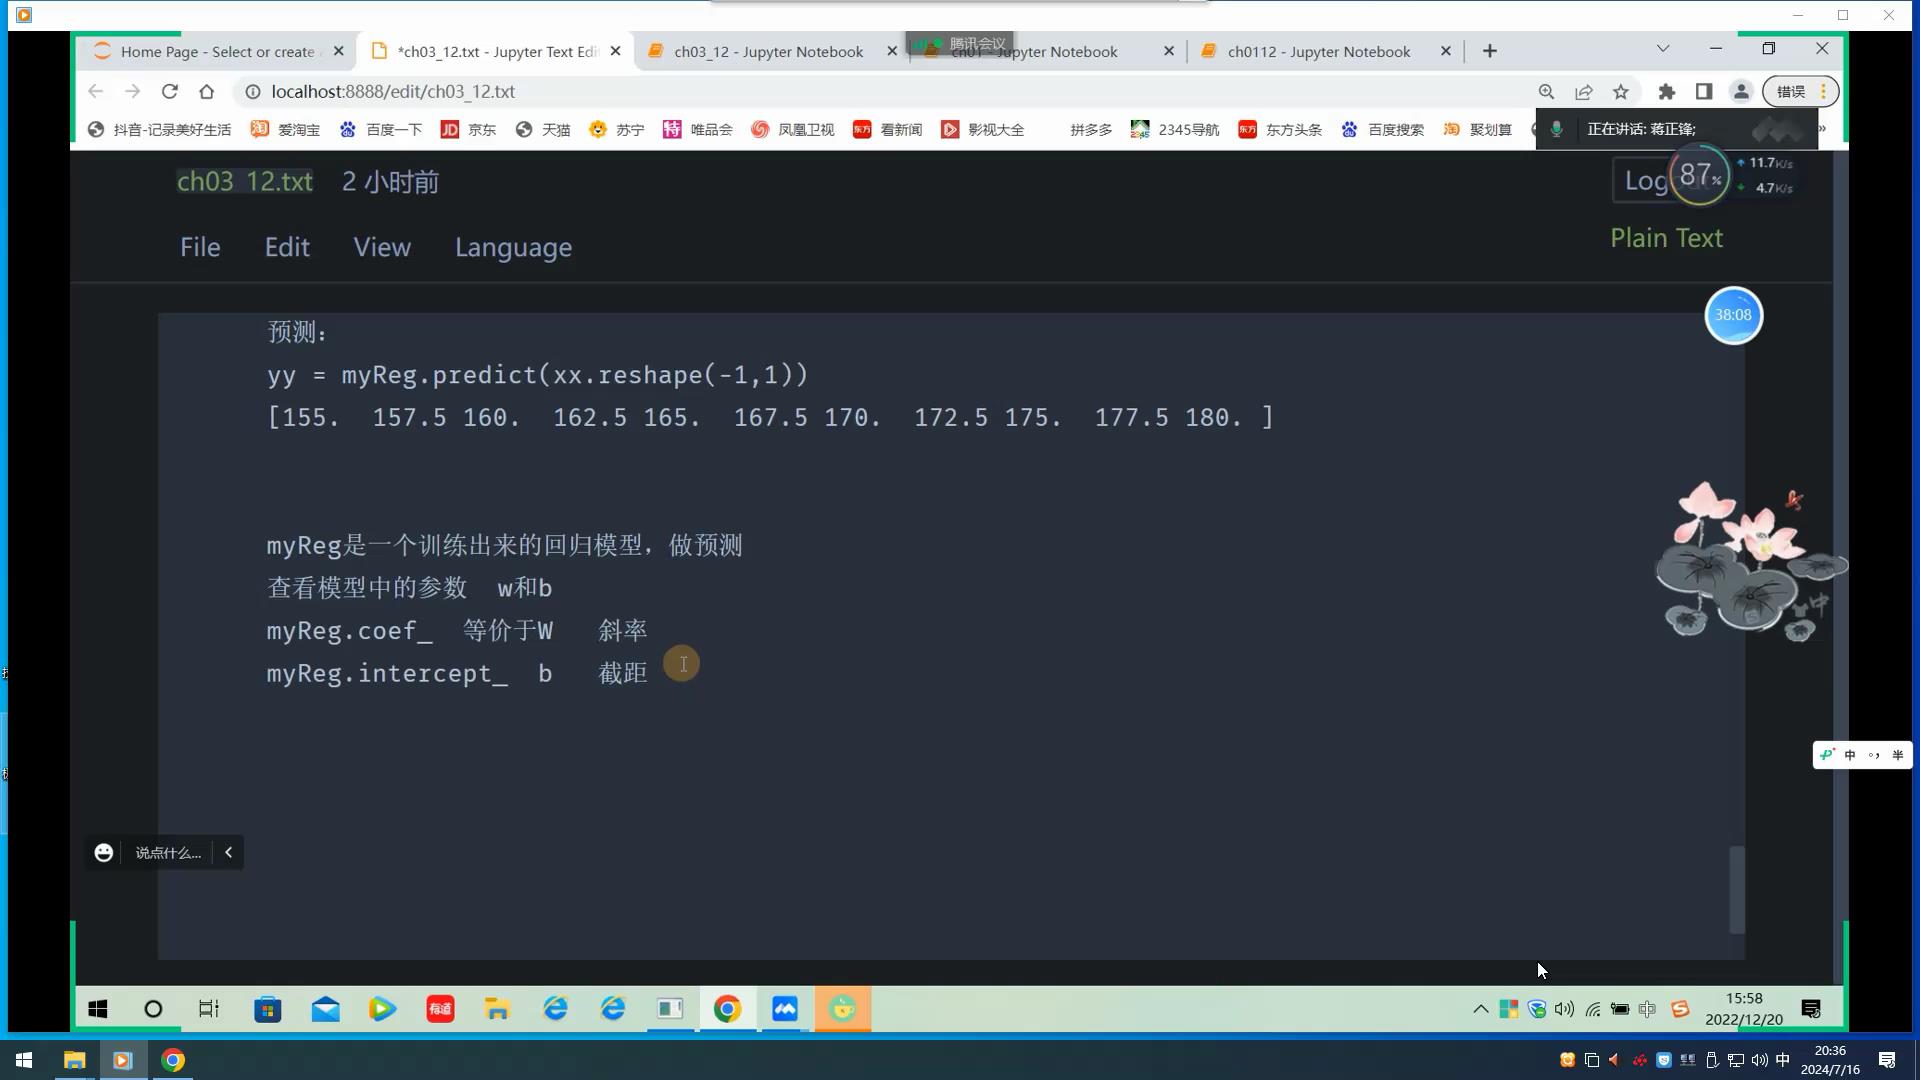 Home Page - Select or create
*ch03_12.txt - Jupyter Text Edi
ch03_12 - Jupyter Notebook
ch01 - Jupyter Notebook
ch0112 - Jupyter Notebook
腾讯会议
localhost:8888/edit/ch03_12.txt
错误
抖音-记录美好生活
爱淘宝
百度一下
京东
天猫
苏宁
唯品会
凤凰卫视
看新闻
影视大全
拼多多
2345导航
东方头条
百度搜索
聚划算
正在讲话: 蒋正锋;
ch03_12.txt 2 小时前
87%
11.7K/s
4.7K/s
File Edit View Language
Plain Text
38:08
预测:
yy = myReg.predict(xx.reshape(-1,1))
[155.  157.5 160.  162.5 165.  167.5 170.  172.5 175.  177.5 180. ]
myReg是一个训练出来的回归模型，做预测
查看模型中的参数  w和b
myReg.coef_  等价于W   斜率
myReg.intercept_  b   截距
中 °, 半
说点什么...
有道
15:58
2022/12/20
中
20:36
2024/7/16